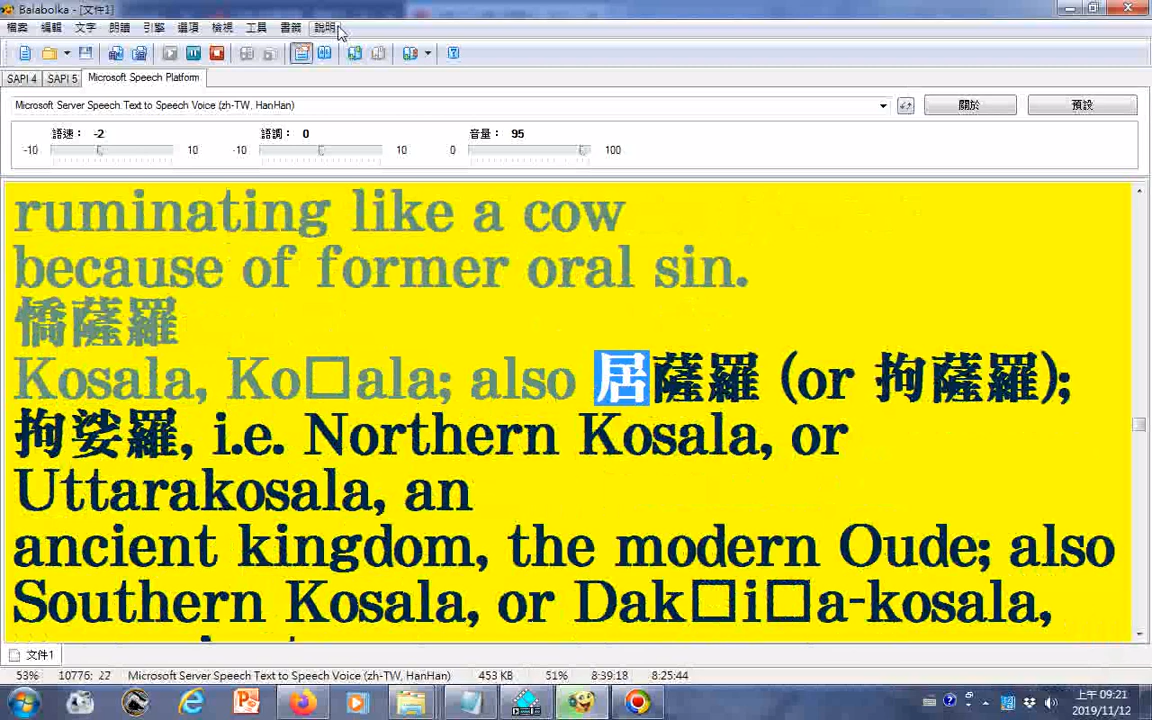 Balabolka - [文件1]
檔案 編輯 文字 朗讀 引擎 選項 檢視 工具 書籤 說明
SAPI 4 SAPI 5 Microsoft Speech Platform
Microsoft Server Speech Text to Speech Voice (zh-TW, HanHan) 關於 預設
語速： -2 語調： 0 音量： 95
-10 10 -10 10 0 100
ruminating like a cow
because of former oral sin.
憍薩羅
Kosala, Ko□ala; also 居薩羅 (or 拘薩羅);
拘娑羅, i.e. Northern Kosala, or
Uttarakosala, an
ancient kingdom, the modern Oude; also
Southern Kosala, or Dak□i□a-kosala,
文件1
53% 10776: 22 Microsoft Server Speech Text to Speech Voice (zh-TW, HanHan) 453 KB 51% 8:39:18 8:25:44
上午 09:21
2019/11/12